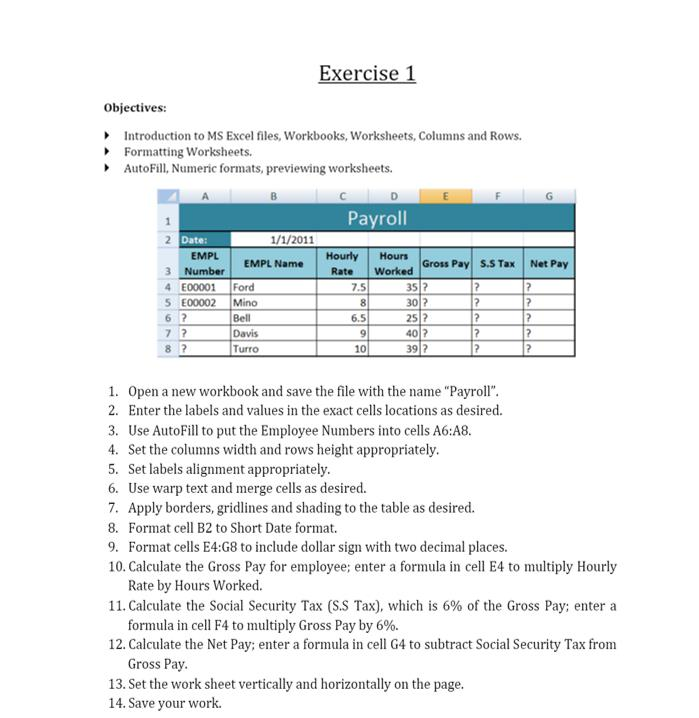 Exercise 1
Objectives:
Introduction to MS Excel files, Workbooks, Worksheets, Columns and Rows.
Formatting Worksheets.
AutoFill, Numeric formats, previewing worksheets.
A B C D E F G
1 Payroll
2 Date: 1/1/2011
3 EMPL Number EMPL Name Hourly Rate Hours Worked Gross Pay S.S Tax Net Pay
4 E00001 Ford 7.5 35 ? ? ?
5 E00002 Mino 8 30 ? ? ?
6 ? Bell 6.5 25 ? ? ?
7 ? Davis 9 40 ? ? ?
8 ? Turro 10 39 ? ? ?
1. Open a new workbook and save the file with the name “Payroll”.
2. Enter the labels and values in the exact cells locations as desired.
3. Use AutoFill to put the Employee Numbers into cells A6:A8.
4. Set the columns width and rows height appropriately.
5. Set labels alignment appropriately.
6. Use warp text and merge cells as desired.
7. Apply borders, gridlines and shading to the table as desired.
8. Format cell B2 to Short Date format.
9. Format cells E4:G8 to include dollar sign with two decimal places.
10. Calculate the Gross Pay for employee; enter a formula in cell E4 to multiply Hourly
Rate by Hours Worked.
11. Calculate the Social Security Tax (S.S Tax), which is 6% of the Gross Pay; enter a
formula in cell F4 to multiply Gross Pay by 6%.
12. Calculate the Net Pay; enter a formula in cell G4 to subtract Social Security Tax from
Gross Pay.
13. Set the work sheet vertically and horizontally on the page.
14. Save your work.